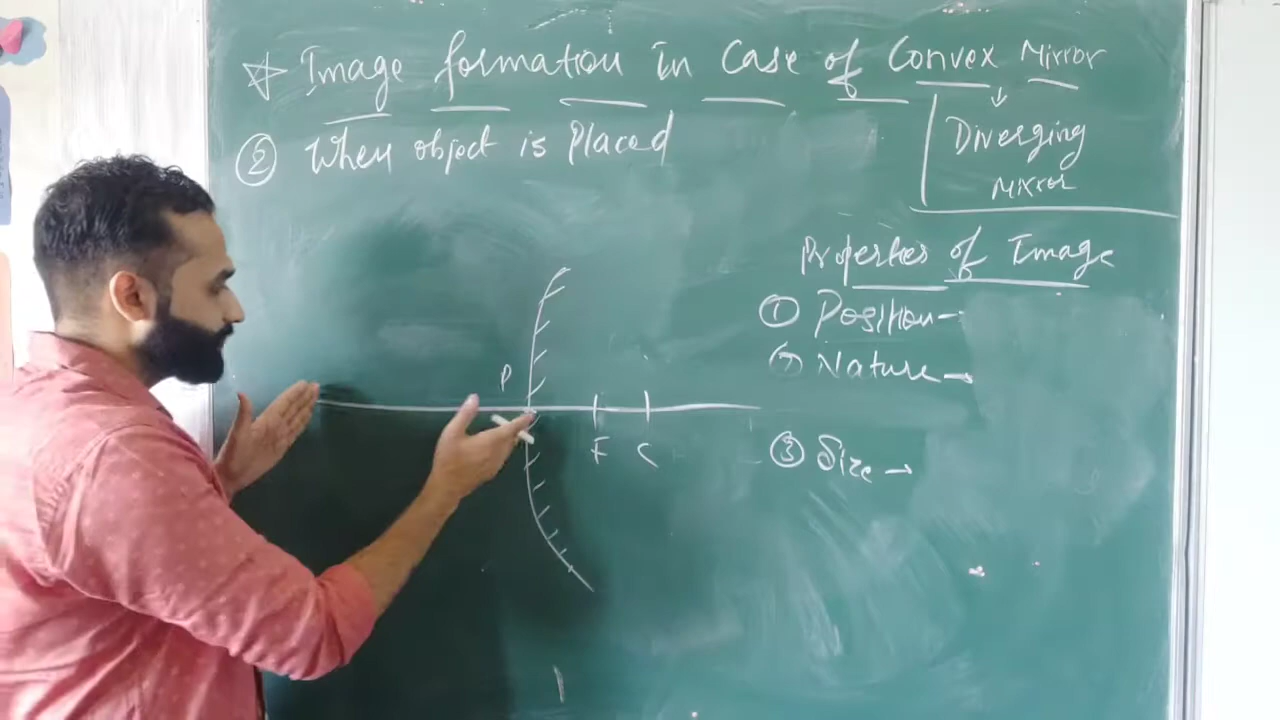 Image formation in Case of Convex Mirror
② When object is Placed
Diverging
Mirror
Properties of Image
① Position-
② Nature →
③ Size →
P
F C